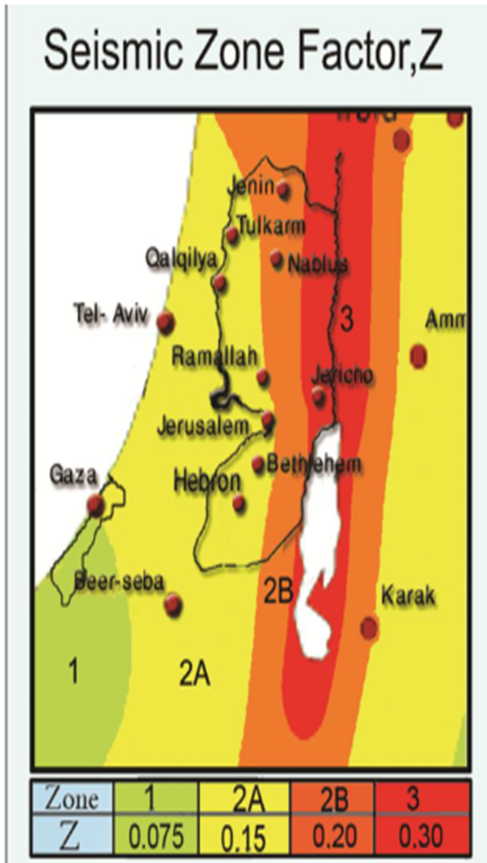 Seismic Zone Factor,Z
Jenin
Tulkarm
Qalqilya
Nablus
Tel- Aviv
3
Amm
Ramallah
Jericho
Jerusalem
Gaza
Bethlehem
Hebron
Beer-seba
2B
Karak
1
2A
Zone 1 2A 2B 3
Z 0.075 0.15 0.20 0.30